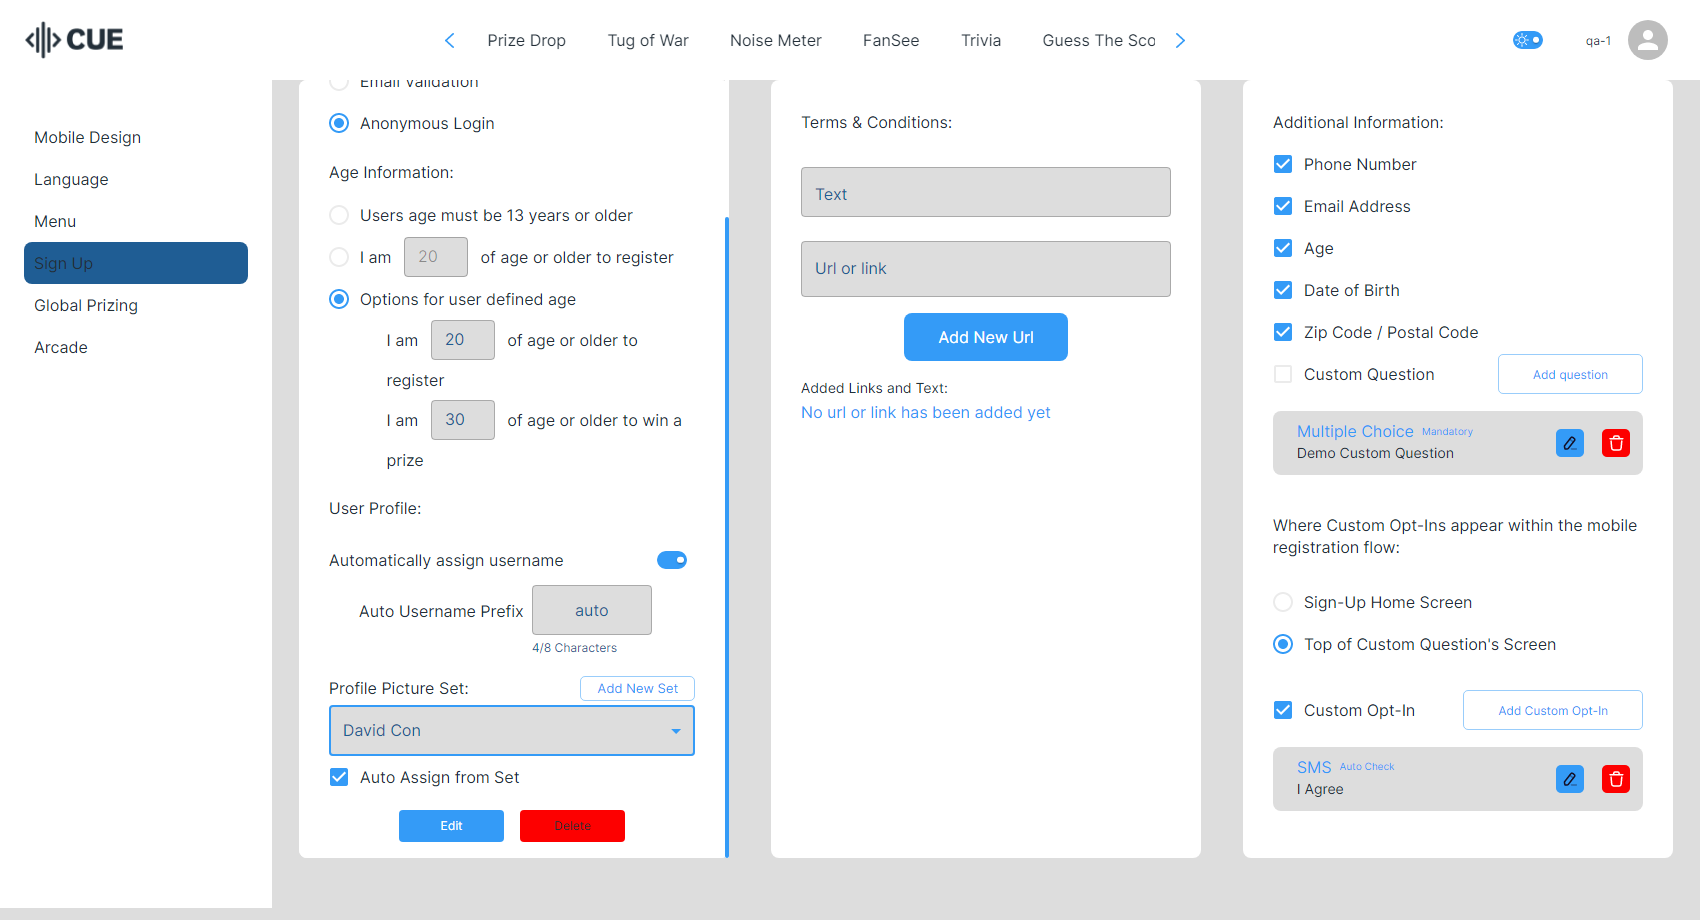 CUE
Prize Drop
Tug of War
Noise Meter
FanSee
Trivia
Guess The Sco
qa-1
Mobile Design
Language
Menu
Sign Up
Global Prizing
Arcade
Email Validation
Anonymous Login
Age Information:
Users age must be 13 years or older
I am 20 of age or older to register
Options for user defined age
I am 20 of age or older to
register
I am 30 of age or older to win a
prize
User Profile:
Automatically assign username
Auto Username Prefix auto
4/8 Characters
Profile Picture Set: Add New Set
David Con
Auto Assign from Set
Edit Delete
Terms & Conditions:
Text
Url or link
Add New Url
Added Links and Text:
No url or link has been added yet
Additional Information:
Phone Number
Email Address
Age
Date of Birth
Zip Code / Postal Code
Custom Question Add question
Multiple Choice Mandatory
Demo Custom Question
Where Custom Opt-Ins appear within the mobile
registration flow:
Sign-Up Home Screen
Top of Custom Question's Screen
Custom Opt-In Add Custom Opt-In
SMS Auto Check
I Agree